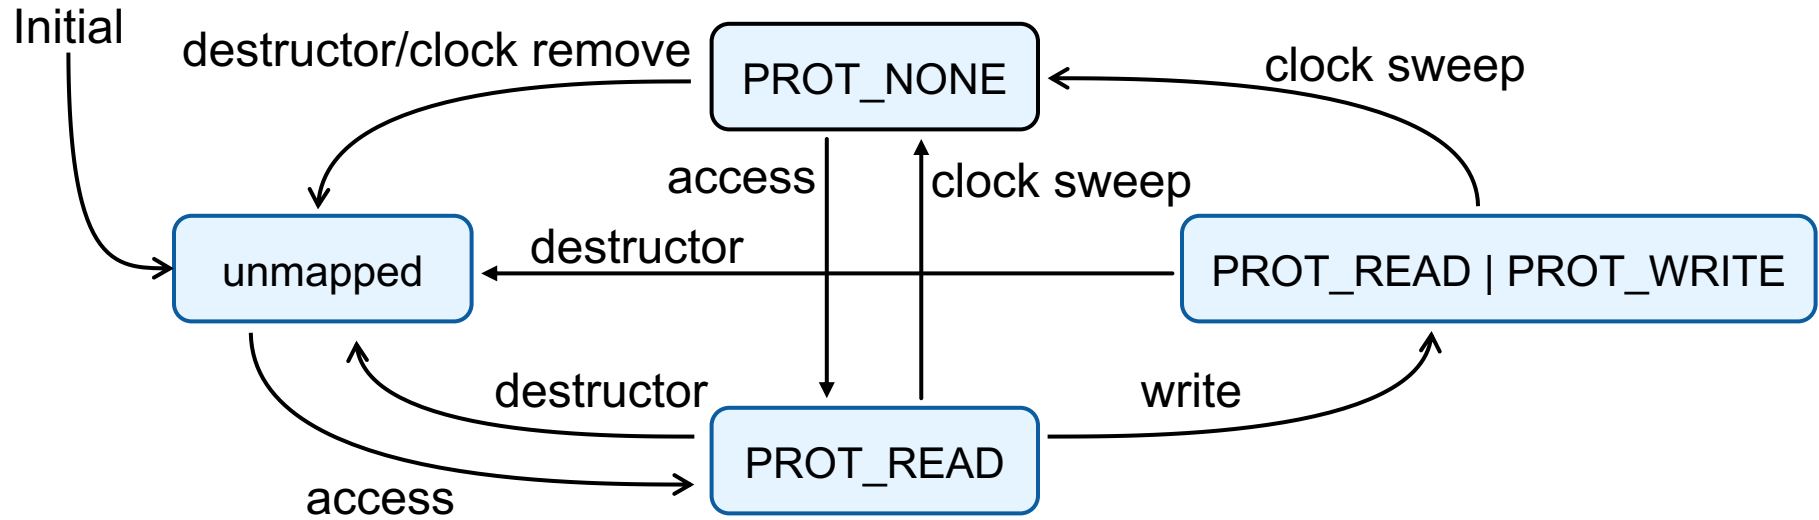 Initial
destructor/clock remove
PROT_NONE
clock sweep
access
clock sweep
destructor
unmapped
PROT_READ | PROT_WRITE
destructor
write
PROT_READ
access